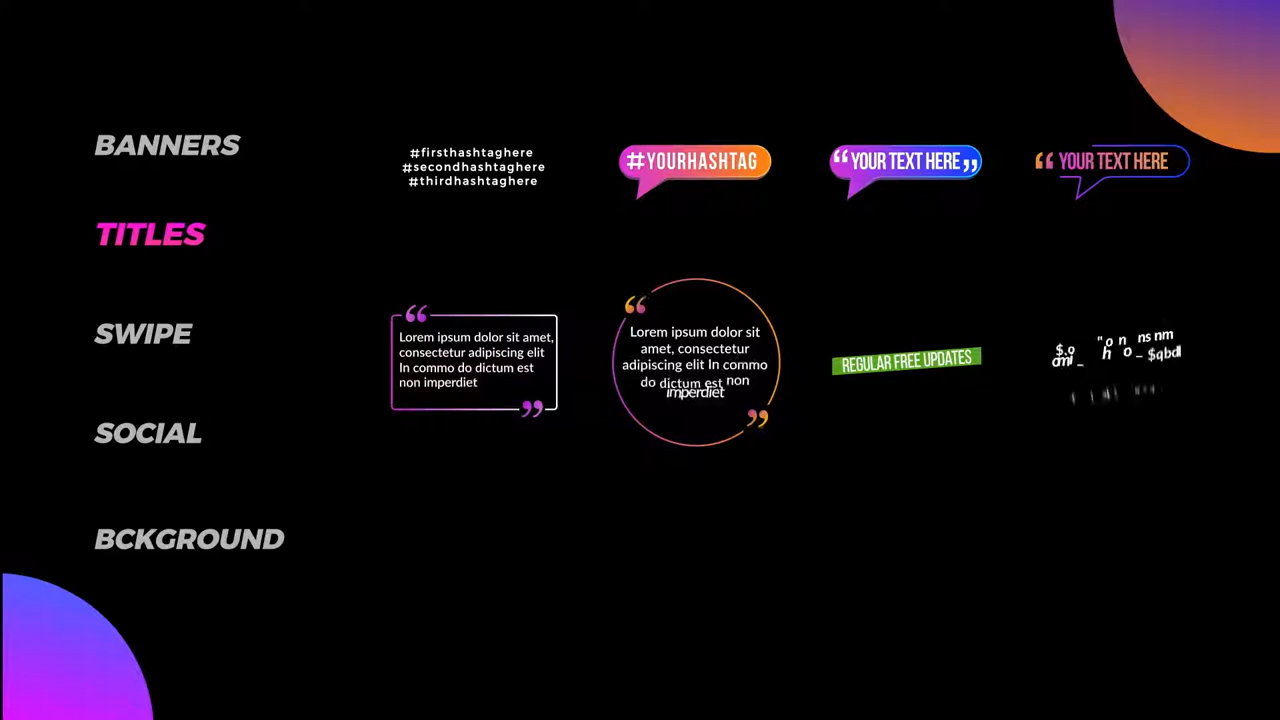 BANNERS
TITLES
SWIPE
SOCIAL
BCKGROUND
#firsthashtaghere
#secondhashtaghere
#thirdhashtaghere
#YOURHASHTAG
“YOUR TEXT HERE”
“ YOUR TEXT HERE
“
Lorem ipsum dolor sit amet,
consectetur adipiscing elit
In commo do dictum est
non imperdiet
”
“
Lorem ipsum dolor sit
amet, consectetur
adipiscing elit In commo
do dictum est non
imperdiet
”
REGULAR FREE UPDATES